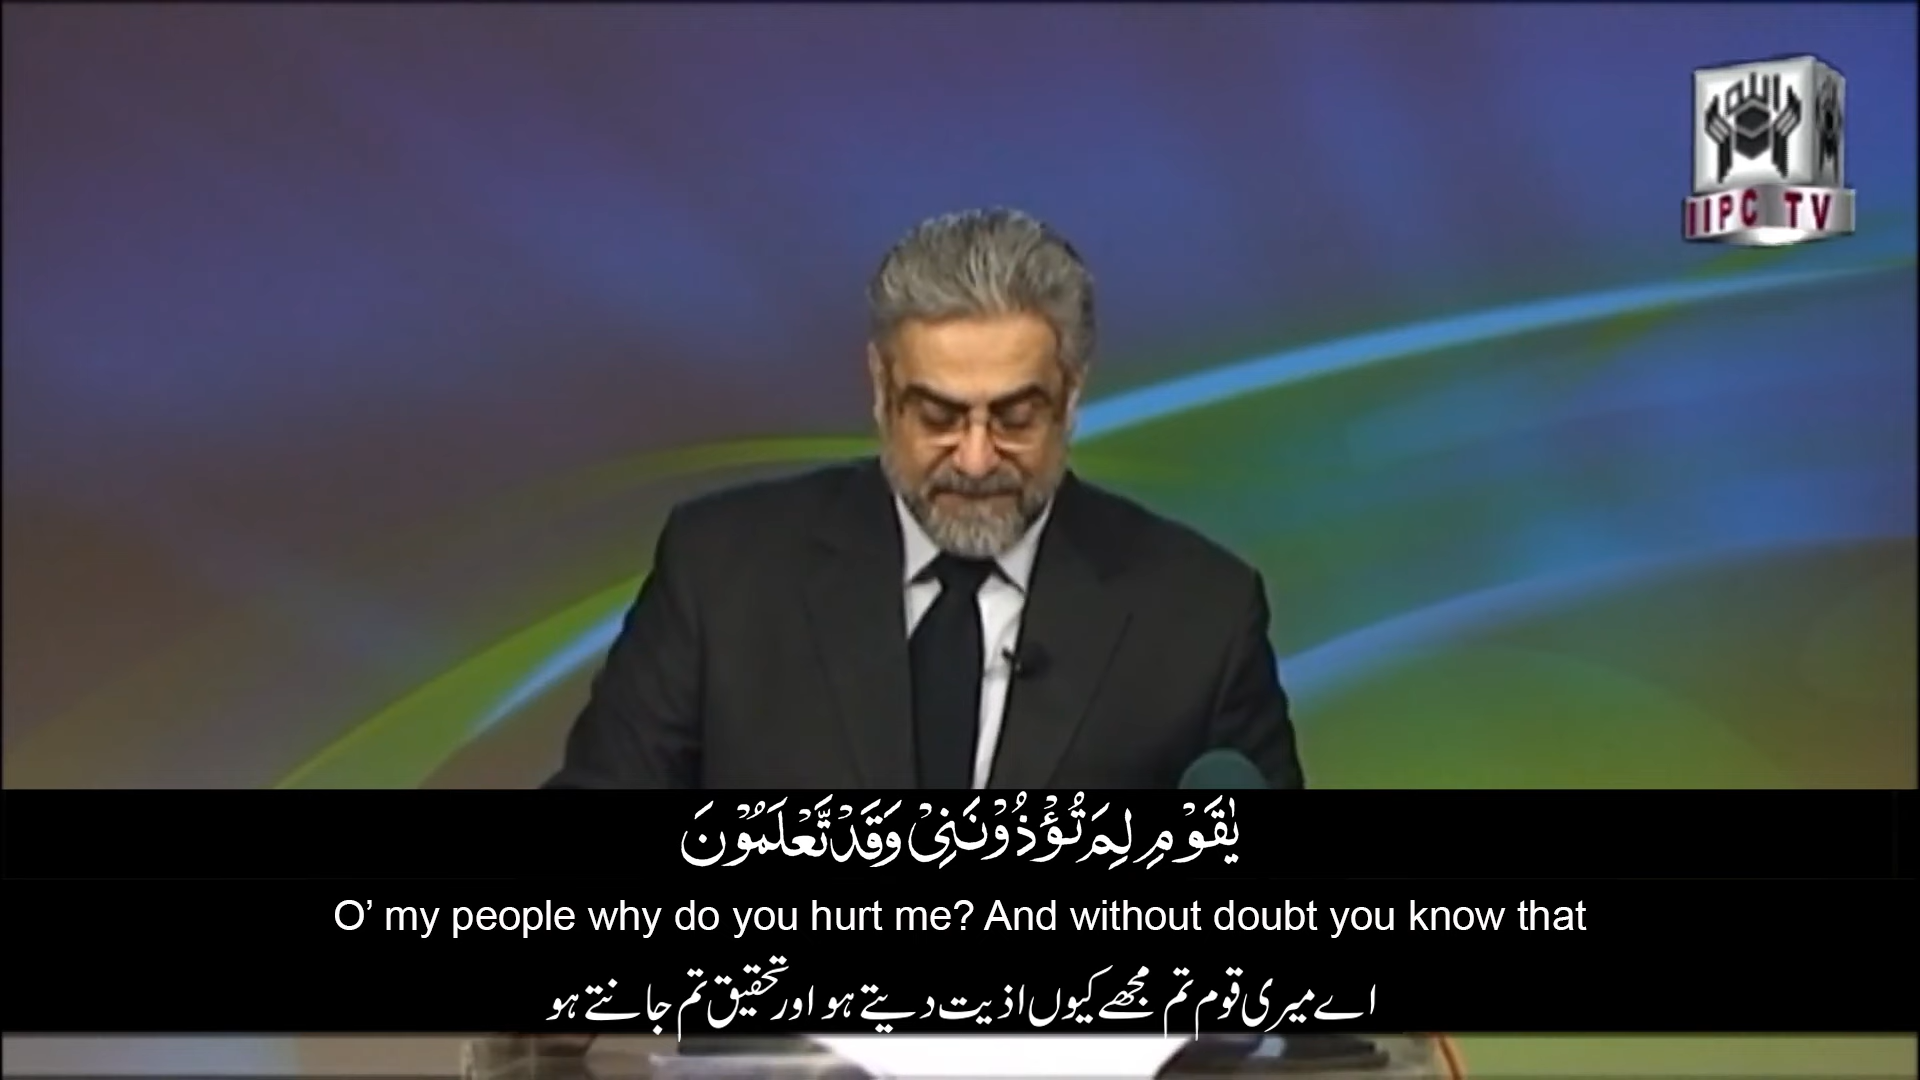 الله
IIPC TV
يٰقَوْمِ لِمَ تُؤْذُوْنَنِىْ وَقَدْ تَّعْلَمُوْنَ
O’ my people why do you hurt me? And without doubt you know that
اے میری قوم تم مجھے کیوں اذیت دیتے ہو اور تحقیق تم جانتے ہو